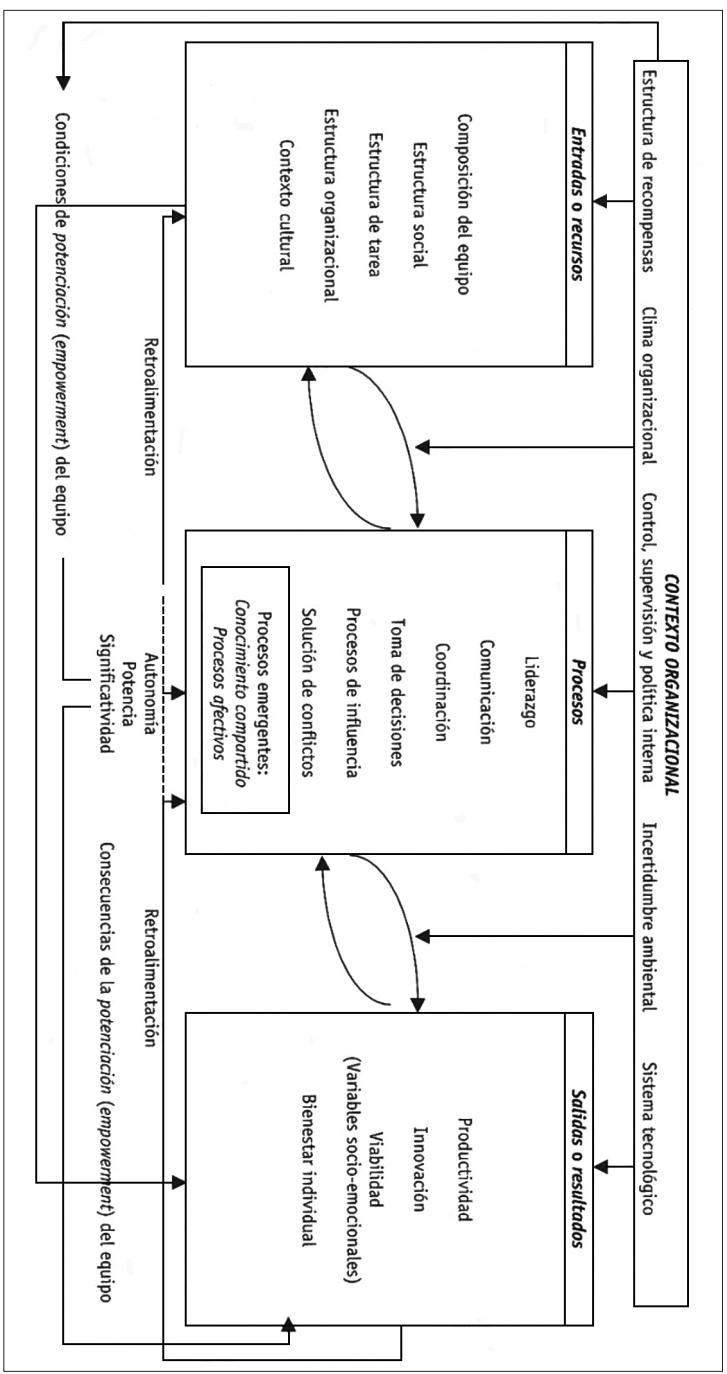 CONTEXTO ORGANIZACIONAL
Estructura de recompensas
Clima organizacional
Control, supervisión y política interna
Incertidumbre ambiental
Sistema tecnológico
Entradas o recursos
Composición del equipo
Estructura social
Estructura de tarea
Estructura organizacional
Contexto cultural
Procesos
Liderazgo
Comunicación
Coordinación
Toma de decisiones
Procesos de influencia
Solución de conflictos
Procesos emergentes:
Conocimiento compartido
Procesos afectivos
Salidas o resultados
Productividad
Innovación
Viabilidad
(Variables socio-emocionales)
Bienestar individual
Retroalimentación
Autonomía
Potencia
Significatividad
Retroalimentación
Condiciones de potenciación (empowerment) del equipo
Consecuencias de la potenciación (empowerment) del equipo